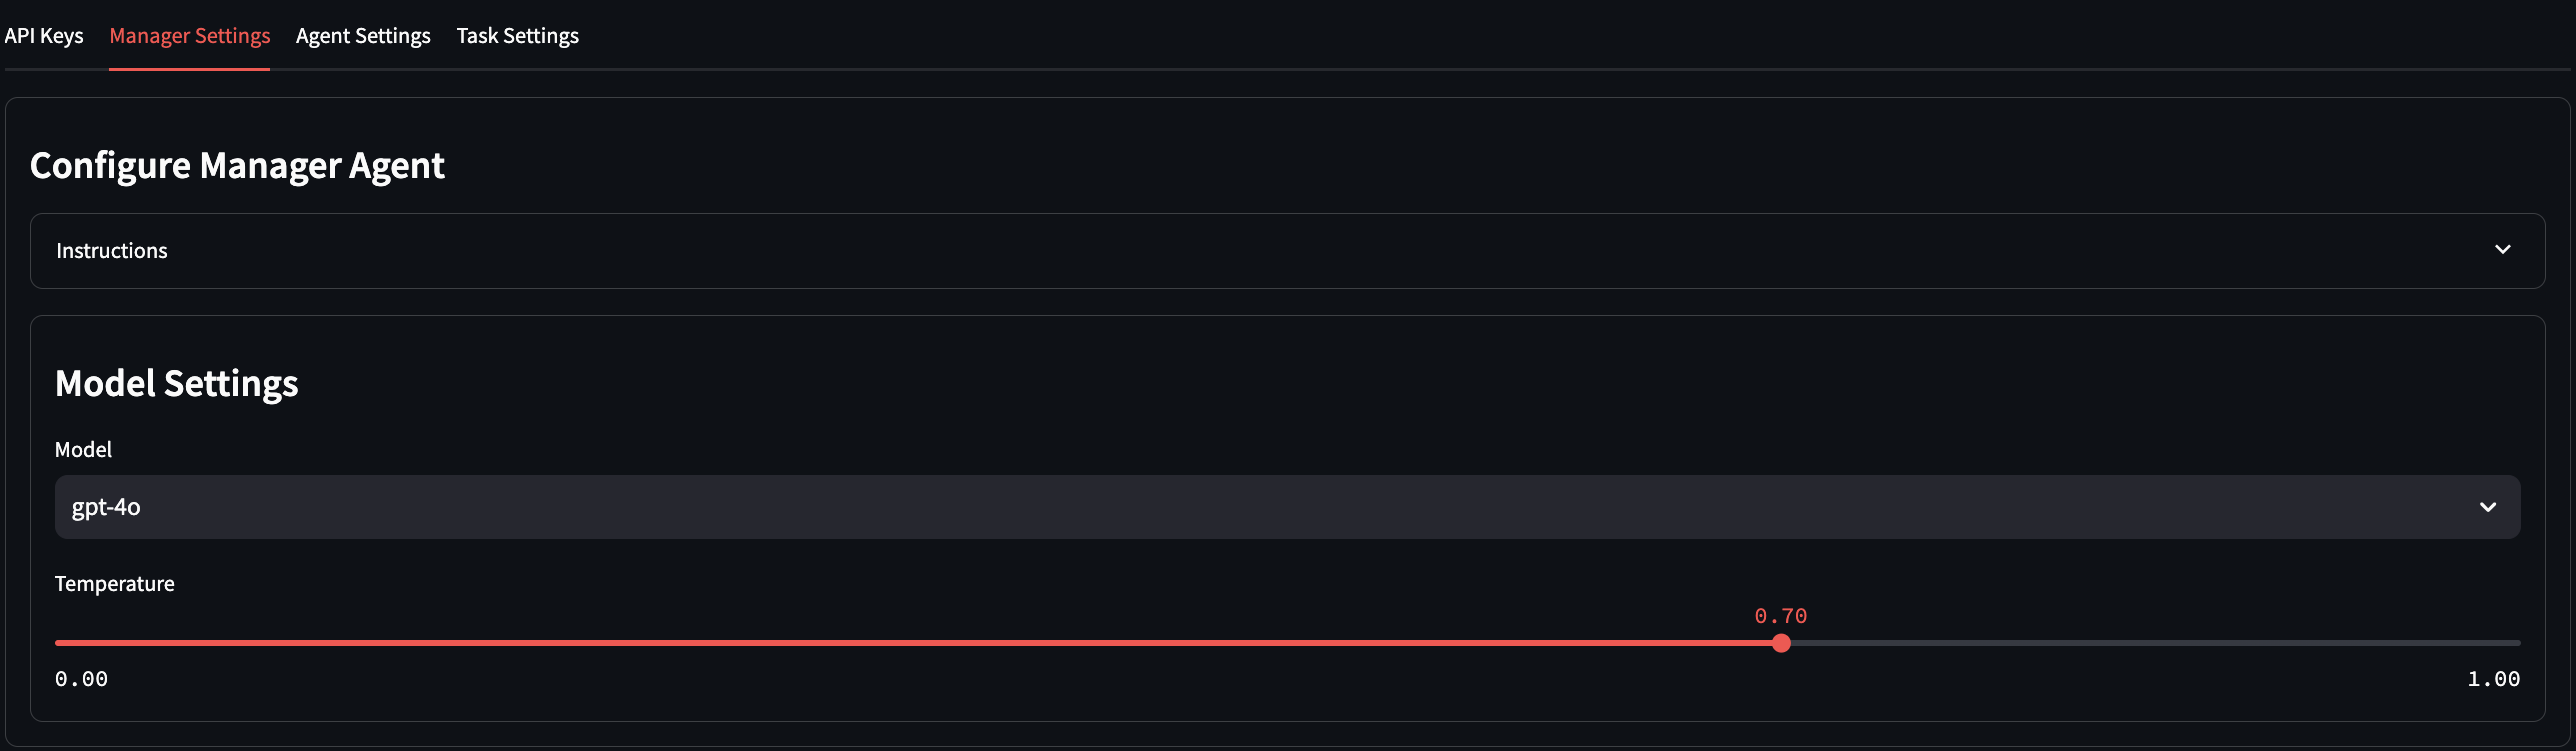 API Keys Manager Settings Agent Settings Task Settings
Configure Manager Agent
Instructions
Model Settings
Model
gpt-4o
Temperature
0.70
0.00 1.00